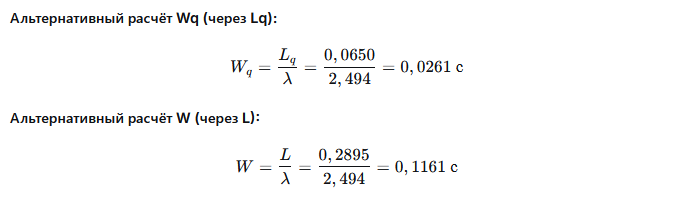 Альтернативный расчёт Wq (через Lq):
W_q = L_q / λ = 0,0650 / 2,494 = 0,0261 с
Альтернативный расчёт W (через L):
W = L / λ = 0,2895 / 2,494 = 0,1161 с